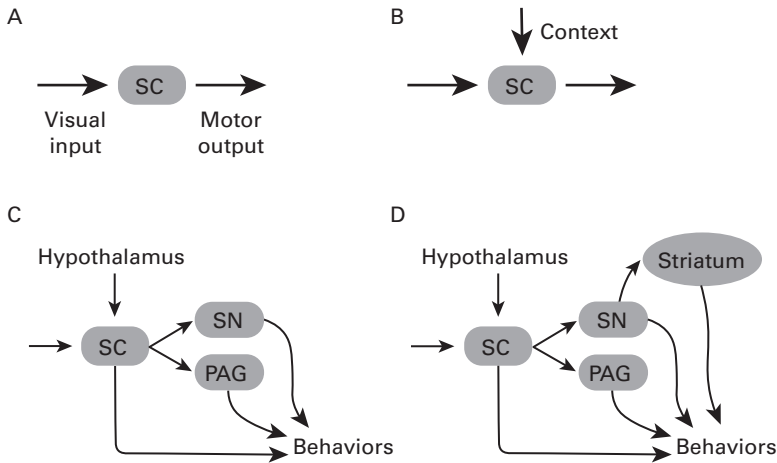 A
SC
Visual
input
Motor
output
B
Context
SC
C
Hypothalamus
SC
SN
PAG
Behaviors
D
Hypothalamus
Striatum
SC
SN
PAG
Behaviors